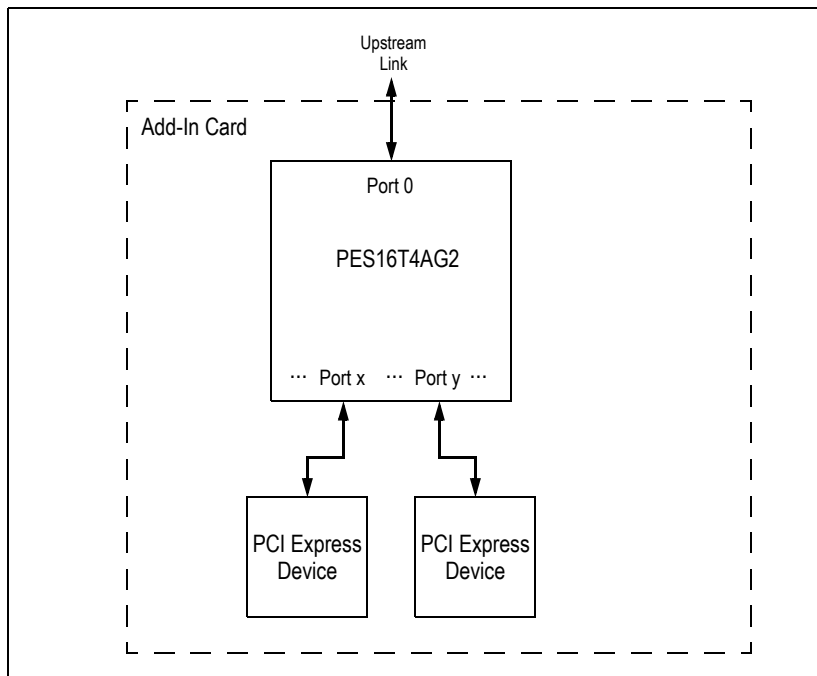 Upstream
Link
Add-In Card
Port 0
PES16T4AG2
... Port x ... Port y ...
PCI Express
Device
PCI Express
Device